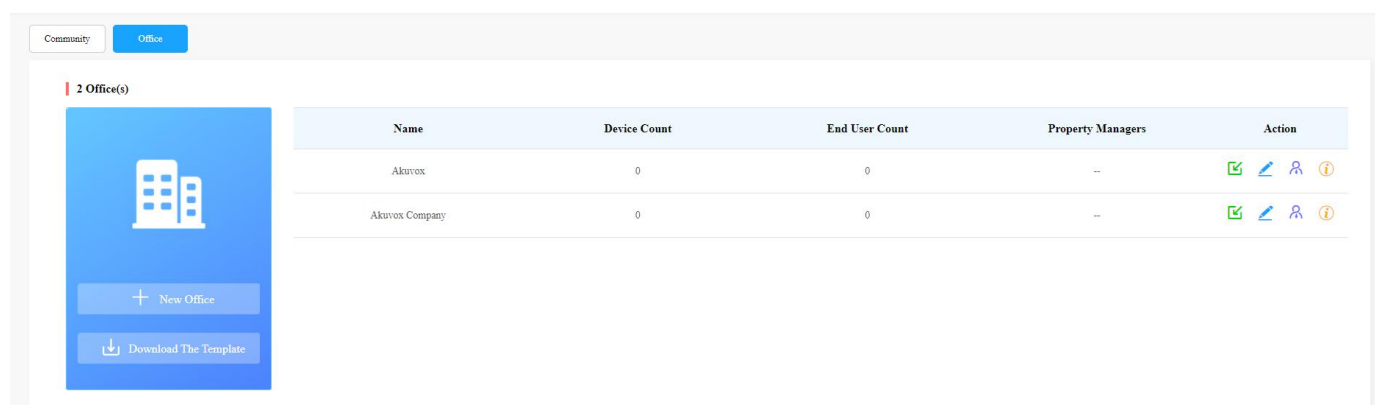 Community Office
2 Office(s)
Name Device Count End User Count Property Managers Action
Akuvox 0 0 --
Akuvox Company 0 0 --
New Office
Download The Template